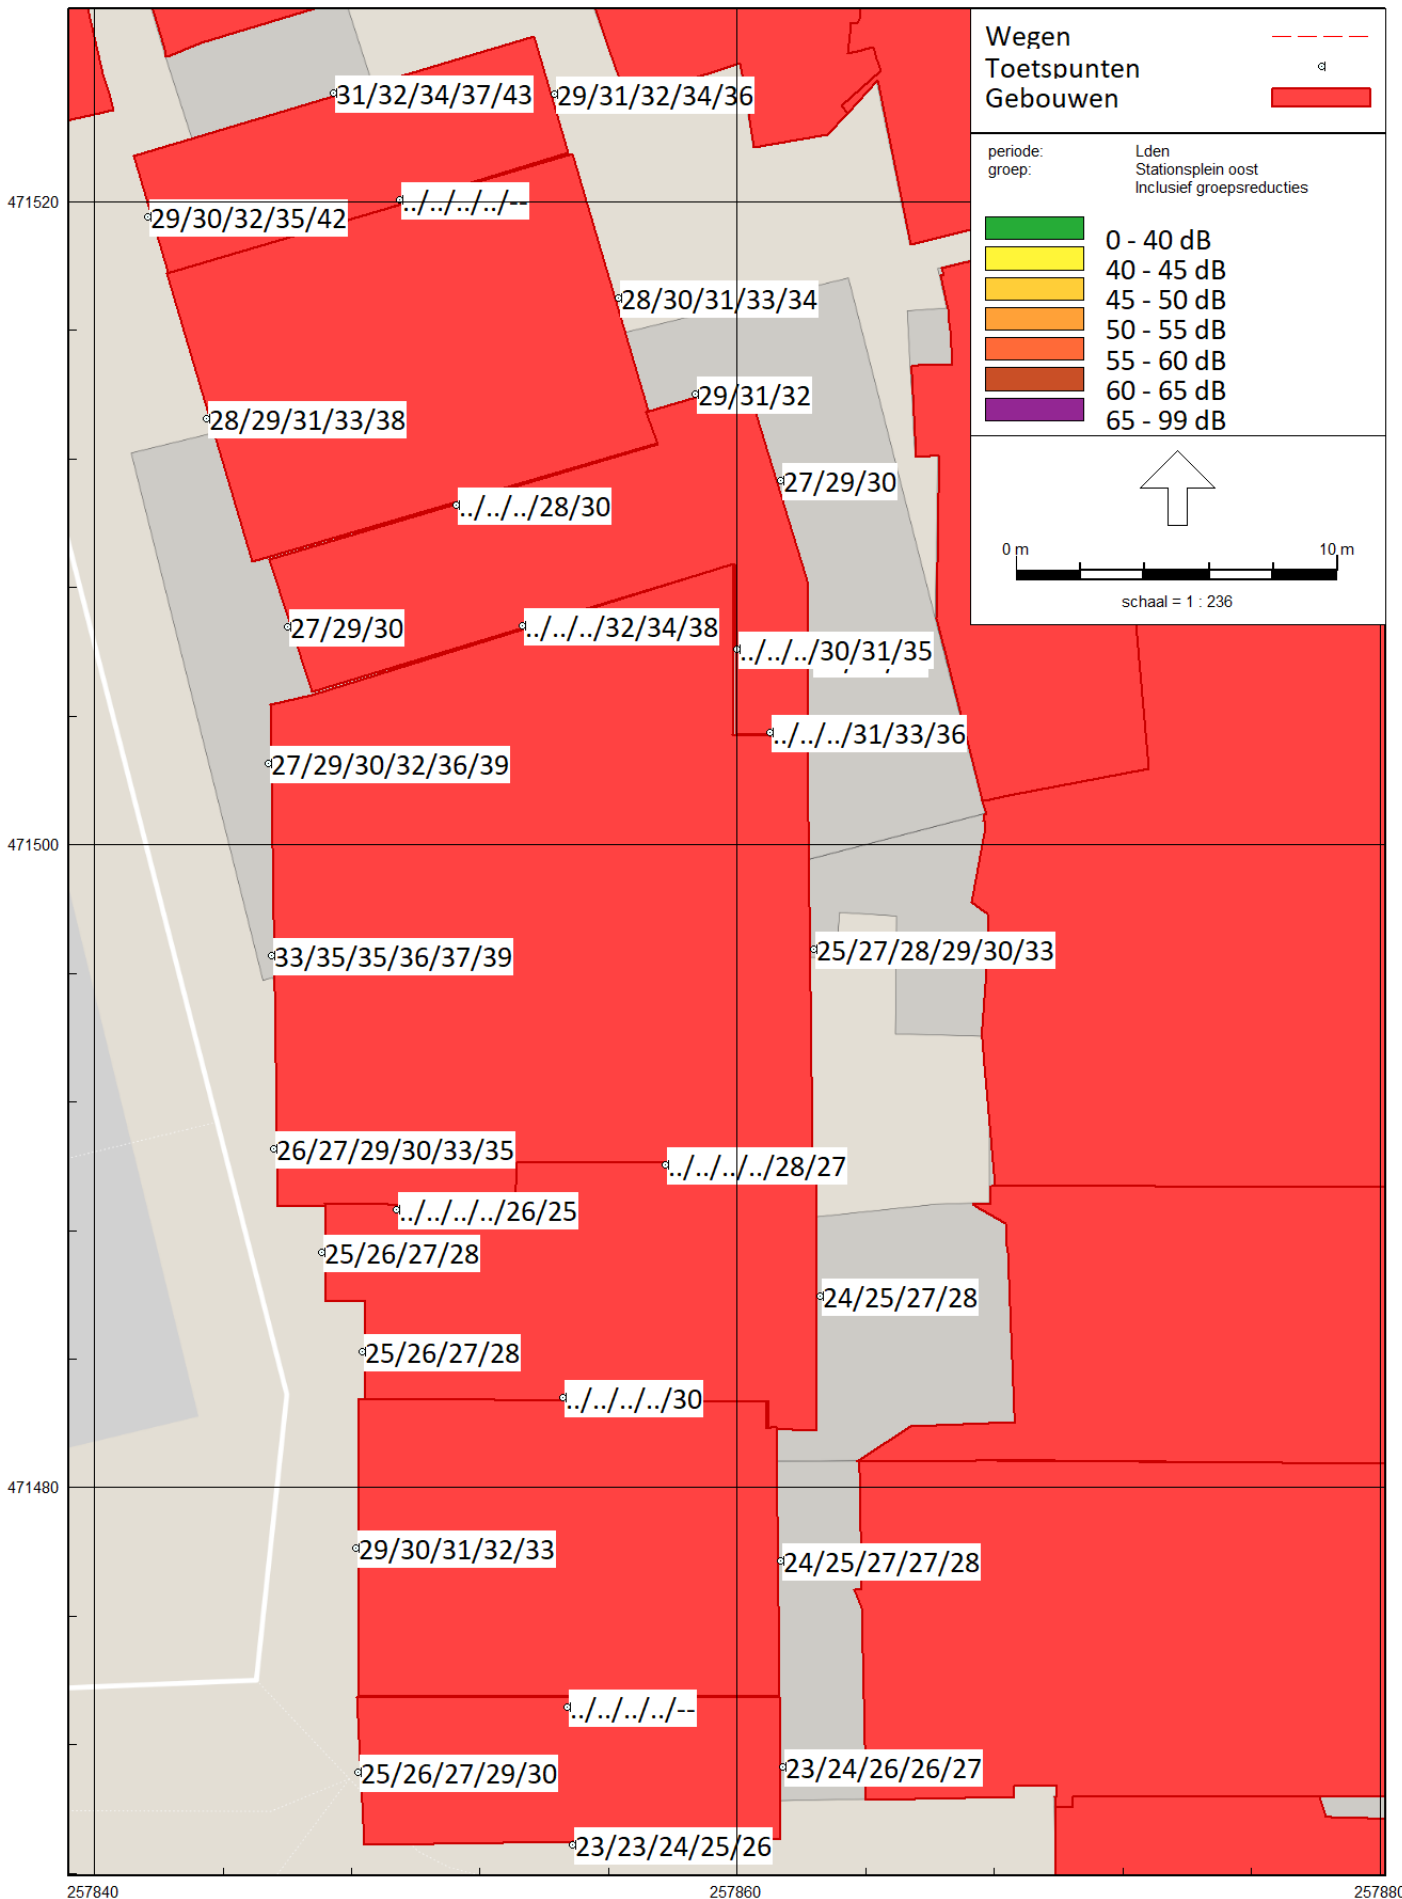 Wegen
Toetspunten
Gebouwen
periode: Lden
groep: Stationsplein oost
Inclusief groepsreducties
0 - 40 dB
40 - 45 dB
45 - 50 dB
50 - 55 dB
55 - 60 dB
60 - 65 dB
65 - 99 dB
0 m 10 m
schaal = 1 : 236
31/32/34/37/43
29/31/32/34/36
471520
../../../../--
29/30/32/35/42
28/30/31/33/34
29/31/32
28/29/31/33/38
27/29/30
../../../28/30
27/29/30
../../../32/34/38
../../../30/31/35
../../../31/33/36
27/29/30/32/36/39
471500
25/27/28/29/30/33
33/35/35/36/37/39
26/27/29/30/33/35
../../../../28/27
../../../../26/25
25/26/27/28
24/25/27/28
25/26/27/28
../../../../30
471480
29/30/31/32/33
24/25/27/27/28
../../../../--
23/24/26/26/27
25/26/27/29/30
23/23/24/25/26
257840 257860 257880